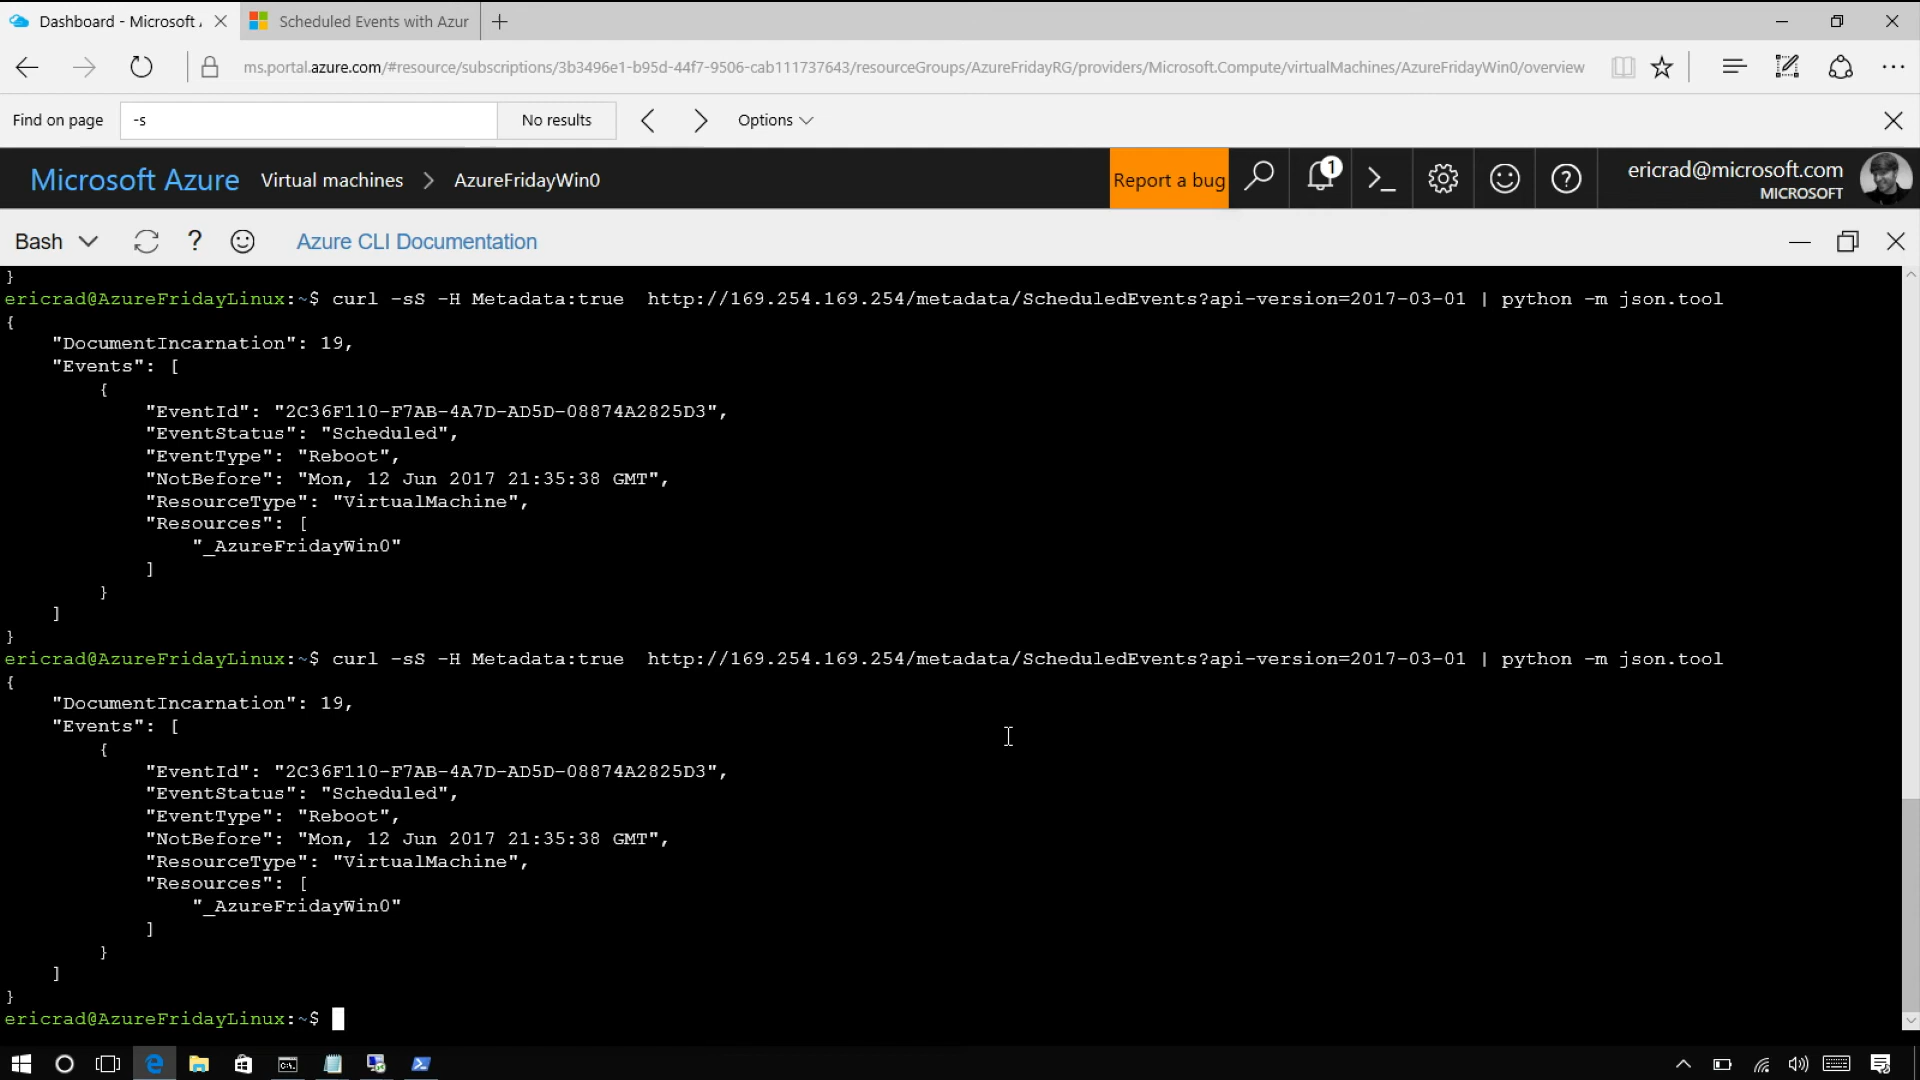 Dashboard - Microsoft A
Scheduled Events with Azur
ms.portal.azure.com/#resource/subscriptions/3b3496e1-b95d-44f7-9506-cab111737643/resourceGroups/AzureFridayRG/providers/Microsoft.Compute/virtualMachines/AzureFridayWin0/overview
Find on page
-s
No results
Options
Microsoft Azure
Virtual machines > AzureFridayWin0
Report a bug
1
>_
ericrad@microsoft.com
MICROSOFT
Bash
?
Azure CLI Documentation
}
ericrad@AzureFridayLinux:~$ curl -sS -H Metadata:true  http://169.254.169.254/metadata/ScheduledEvents?api-version=2017-03-01 | python -m json.tool
{
    "DocumentIncarnation": 19,
    "Events": [
        {
            "EventId": "2C36F110-F7AB-4A7D-AD5D-08874A2825D3",
            "EventStatus": "Scheduled",
            "EventType": "Reboot",
            "NotBefore": "Mon, 12 Jun 2017 21:35:38 GMT",
            "ResourceType": "VirtualMachine",
            "Resources": [
                "_AzureFridayWin0"
            ]
        }
    ]
}
ericrad@AzureFridayLinux:~$ curl -sS -H Metadata:true  http://169.254.169.254/metadata/ScheduledEvents?api-version=2017-03-01 | python -m json.tool
{
    "DocumentIncarnation": 19,
    "Events": [
        {
            "EventId": "2C36F110-F7AB-4A7D-AD5D-08874A2825D3",
            "EventStatus": "Scheduled",
            "EventType": "Reboot",
            "NotBefore": "Mon, 12 Jun 2017 21:35:38 GMT",
            "ResourceType": "VirtualMachine",
            "Resources": [
                "_AzureFridayWin0"
            ]
        }
    ]
}
ericrad@AzureFridayLinux:~$